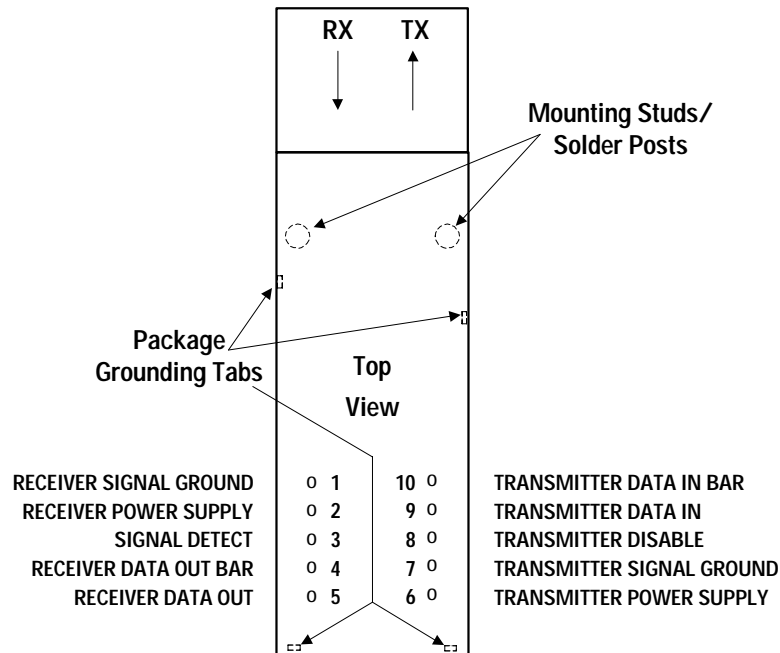 RX TX
Mounting Studs/
Solder Posts
Package
Grounding Tabs
Top
View
RECEIVER SIGNAL GROUND o 1 10 o TRANSMITTER DATA IN BAR
RECEIVER POWER SUPPLY o 2 9 o TRANSMITTER DATA IN
SIGNAL DETECT o 3 8 o TRANSMITTER DISABLE
RECEIVER DATA OUT BAR o 4 7 o TRANSMITTER SIGNAL GROUND
RECEIVER DATA OUT o 5 6 o TRANSMITTER POWER SUPPLY